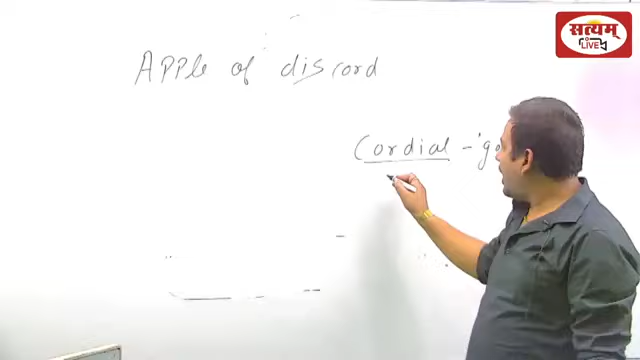 सत्यम्
LIVE
Apple of discord
Cordial -